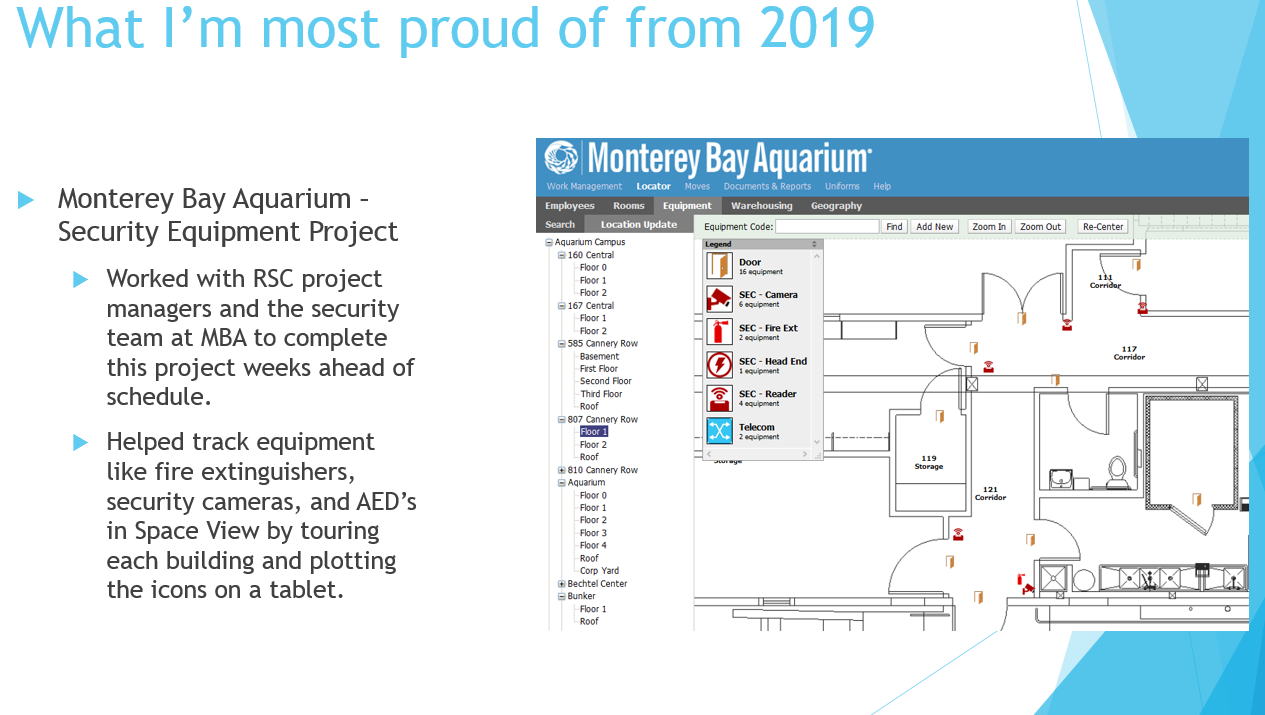 What I'm most proud of from 2019
Monterey Bay Aquarium –
Security Equipment Project
Worked with RSC project
managers and the security
team at MBA to complete
this project weeks ahead of
schedule.
Helped track equipment
like fire extinguishers,
security cameras, and AED's
in Space View by touring
each building and plotting
the icons on a tablet.
Monterey Bay Aquarium
Work Management Locator Moves Documents & Reports Uniforms Help
Employees Rooms Equipment Warehousing Geography
Search Location Update
Equipment Code: Find Add New Zoom In Zoom Out Re-Center
Aquarium Campus
160 Central
Floor 0
Floor 1
Floor 2
167 Central
Floor 1
Floor 2
585 Cannery Row
Basement
First Floor
Second Floor
Third Floor
Roof
807 Cannery Row
Floor 1
Floor 2
Roof
810 Cannery Row
Aquarium
Floor 0
Floor 1
Floor 2
Floor 3
Floor 4
Roof
Corp Yard
Bechtel Center
Bunker
Floor 1
Roof
Legend
Door
16 equipment
SEC - Camera
6 equipment
SEC - Fire Ext
2 equipment
SEC - Head End
1 equipment
SEC - Reader
4 equipment
Telecom
2 equipment
Storage
111
Corridor
117
Corridor
119
Storage
121
Corridor